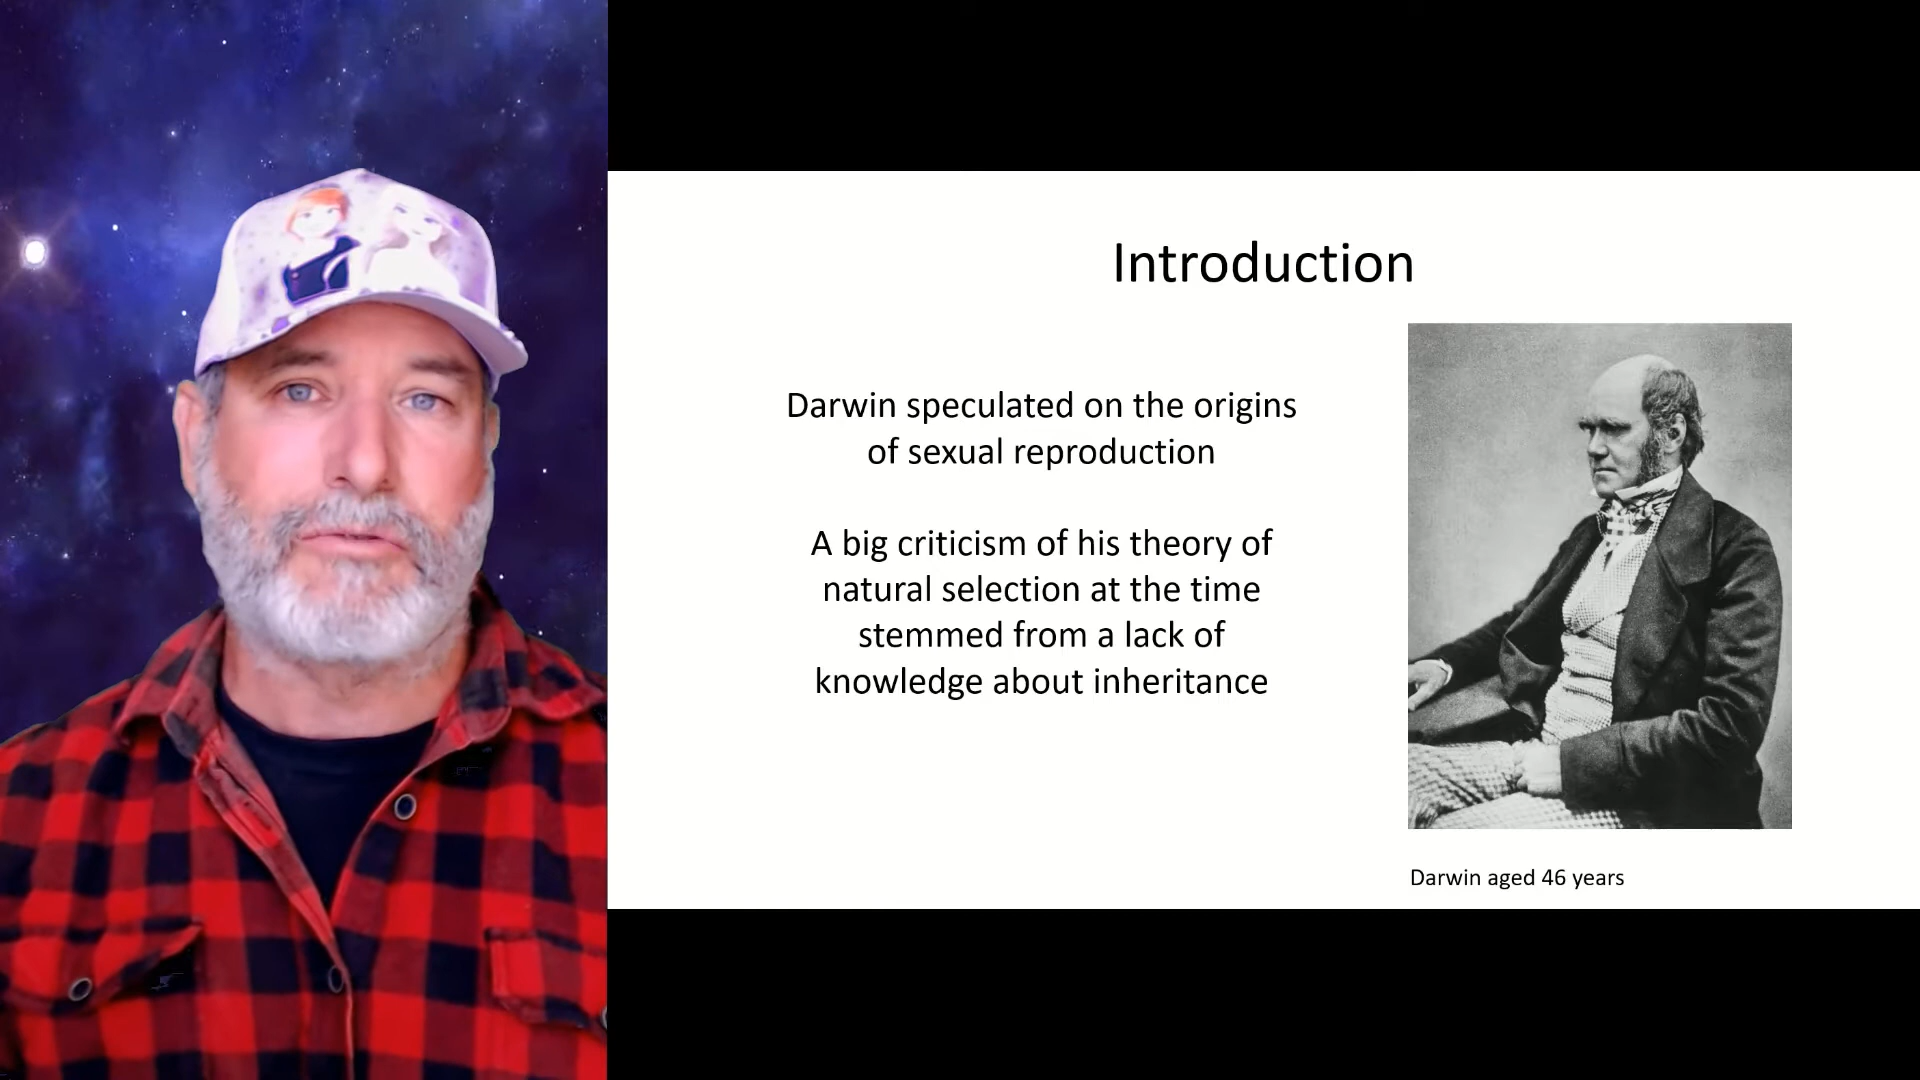 Introduction
Darwin speculated on the origins
of sexual reproduction
A big criticism of his theory of
natural selection at the time
stemmed from a lack of
knowledge about inheritance
Darwin aged 46 years